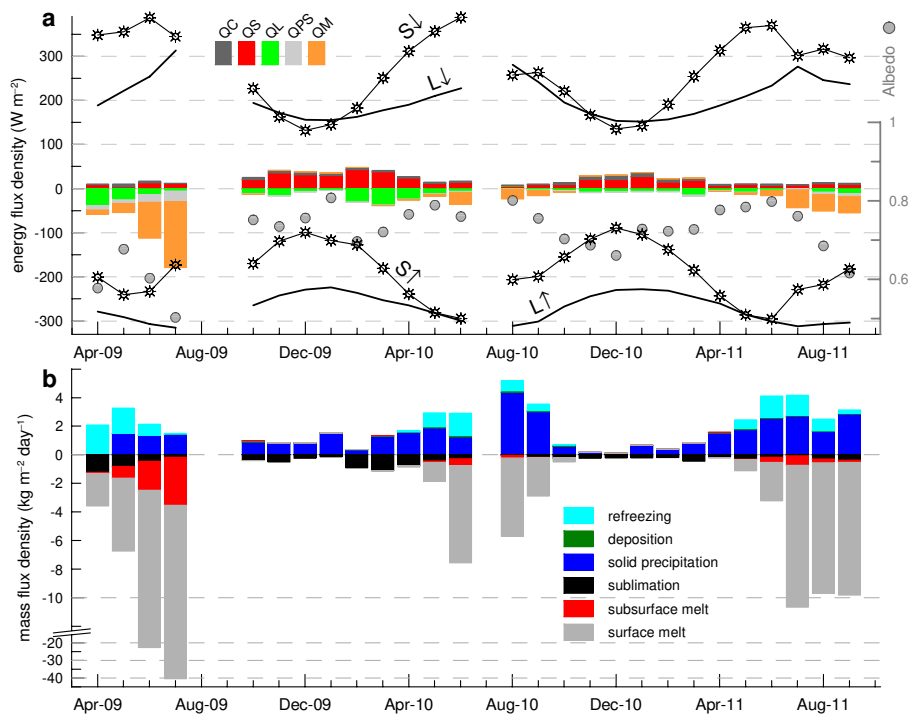 a
QC QS QL QPS QM
S↓
L↓
S↗
L↑
energy flux density (W m⁻²)
300
200
100
0
-100
-200
-300
Albedo
1
0.8
0.6
Apr-09 Aug-09 Dec-09 Apr-10 Aug-10 Dec-10 Apr-11 Aug-11
b
mass flux density (kg m⁻² day⁻¹)
4
2
0
-2
-4
-6
-8
-10
-20
-30
-40
refreezing
deposition
solid precipitation
sublimation
subsurface melt
surface melt
Apr-09 Aug-09 Dec-09 Apr-10 Aug-10 Dec-10 Apr-11 Aug-11